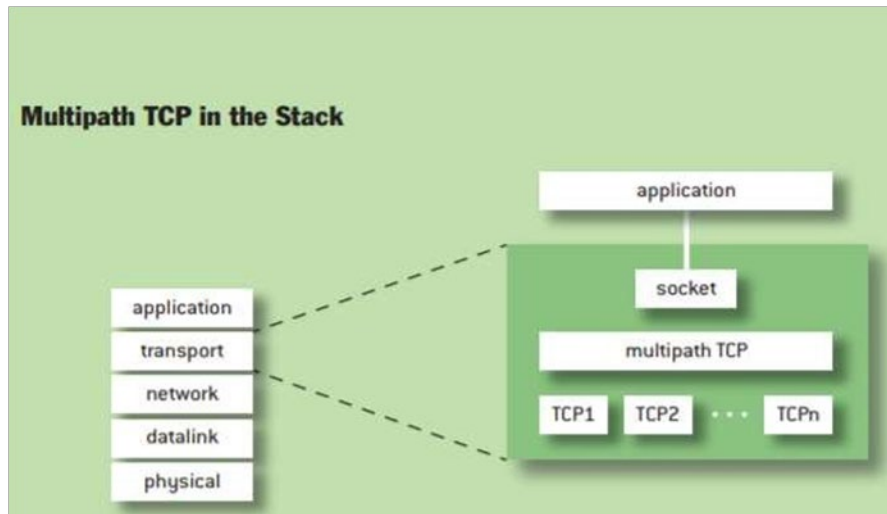 Multipath TCP in the Stack
application
transport
network
datalink
physical
application
socket
multipath TCP
TCP1 TCP2 ... TCPn